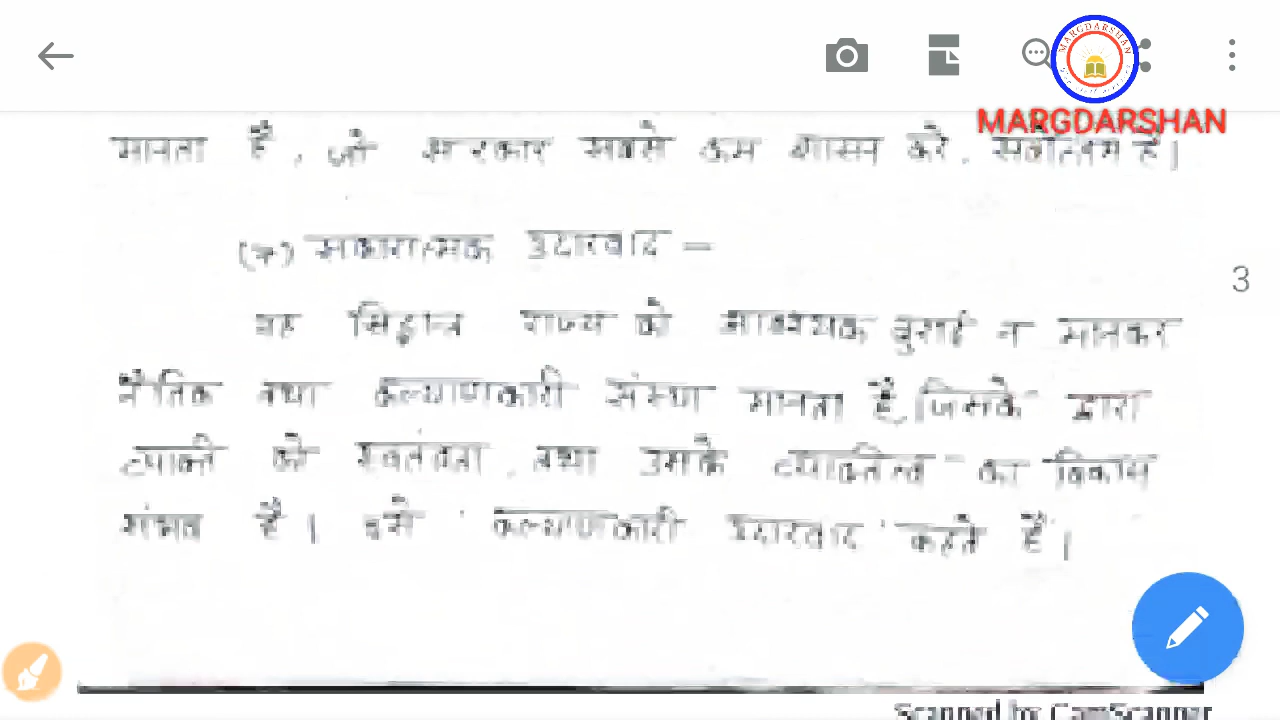 MARGDARSHAN
MARGDARSHAN
मानता है, जो सरकार सबसे कम शासन करे, सर्वोत्तम है।
सकारात्मक उदारवाद —
3
यह सिद्धान्त राज्य को आवश्यक बुराई न मानकर
नैतिक तथा कल्याणकारी संस्था मानता है, जिसके द्वारा
व्यक्ति की स्वतंत्रता, तथा उसके व्यक्तित्व का विकास
संभव है। इसे 'कल्याणकारी उदारवाद' कहते हैं।
Scanned by CamScanner